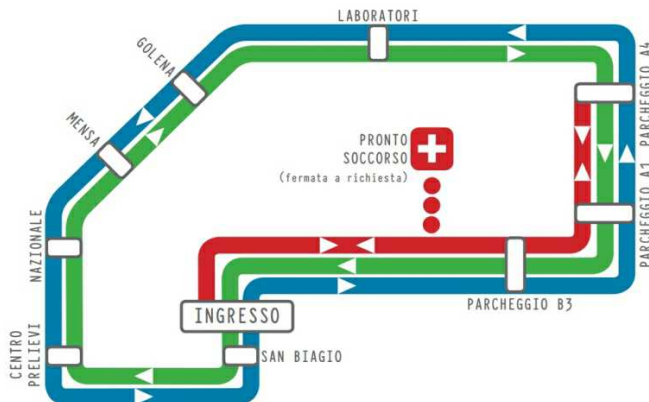 LABORATORI
GOLENA
MENSA
NAZIONALE
CENTRO
PRELIEVI
PRONTO
SOCCORSO
(fermata a richiesta)
PARCHEGGIO A4
PARCHEGGIO A1
PARCHEGGIO B3
INGRESSO
SAN BIAGIO